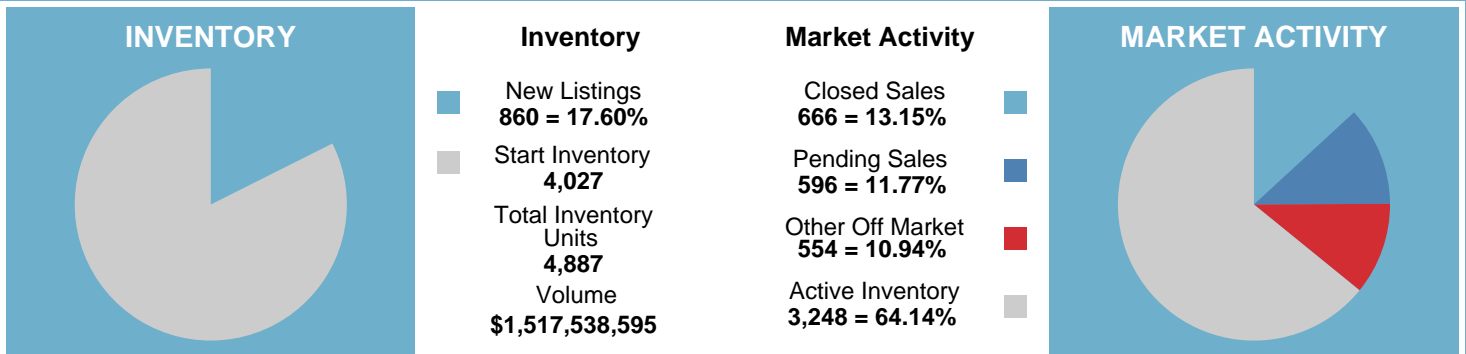 INVENTORY
Inventory
New Listings
860 = 17.60%
Start Inventory
4,027
Total Inventory
Units
4,887
Volume
$1,517,538,595
Market Activity
Closed Sales
666 = 13.15%
Pending Sales
596 = 11.77%
Other Off Market
554 = 10.94%
Active Inventory
3,248 = 64.14%
MARKET ACTIVITY